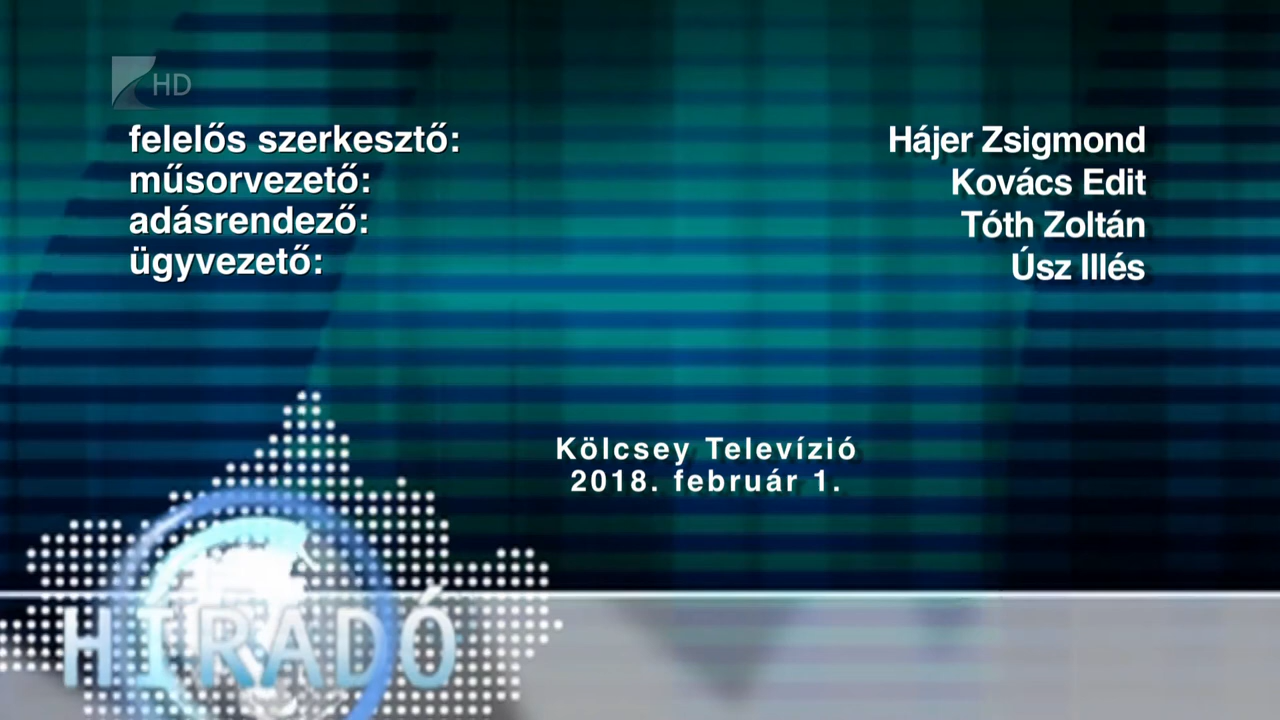 HD
felelős szerkesztő: Hájer Zsigmond
műsorvezető: Kovács Edit
adásrendező: Tóth Zoltán
ügyvezető: Úsz Illés
Kölcsey Televízió
2018. február 1.
HÍRADÓ